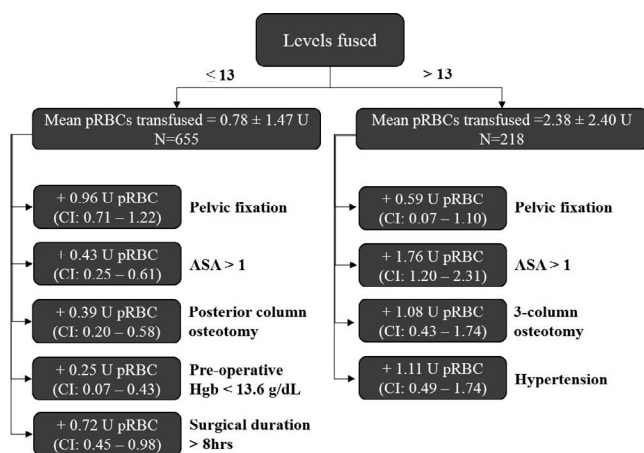 Levels fused
≤ 13
> 13
Mean pRBCs transfused = 0.78 ± 1.47 U
N=655
Mean pRBCs transfused =2.38 ± 2.40 U
N=218
+ 0.96 U pRBC
(CI: 0.71 – 1.22)
Pelvic fixation
+ 0.59 U pRBC
(CI: 0.07 – 1.10)
Pelvic fixation
+ 0.43 U pRBC
(CI: 0.25 – 0.61)
ASA > 1
+ 1.76 U pRBC
(CI: 1.20 – 2.31)
ASA > 1
+ 0.39 U pRBC
(CI: 0.20 – 0.58)
Posterior column
osteotomy
+ 1.08 U pRBC
(CI: 0.43 – 1.74)
3-column
osteotomy
+ 0.25 U pRBC
(CI: 0.07 – 0.43)
Pre-operative
Hgb < 13.6 g/dL
+ 1.11 U pRBC
(CI: 0.49 – 1.74)
Hypertension
+ 0.72 U pRBC
(CI: 0.45 – 0.98)
Surgical duration
> 8hrs